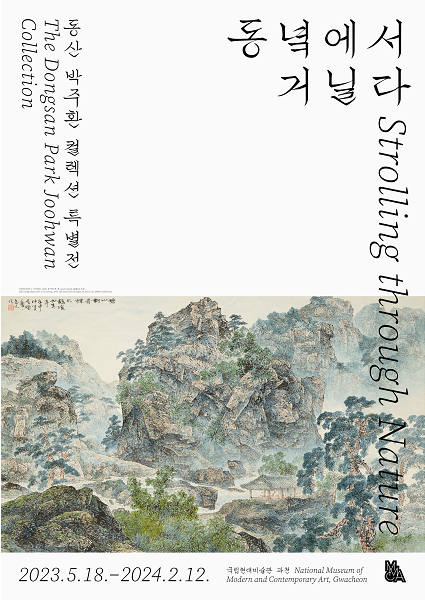 동녘에서
거닐다
Strolling through Nature
동산 박주환 컬렉션 특별전
The Dongsan Park Joohwan
Collection
2023.5.18.–2024.2.12.
국립현대미술관 과천 National Museum of
Modern and Contemporary Art, Gwacheon
MMCA